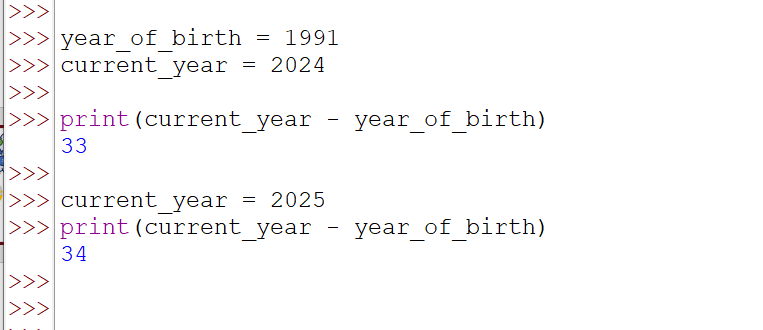 >>>
>>> year_of_birth = 1991
>>> current_year = 2024
>>>
>>> print(current_year - year_of_birth)
33
>>>
>>> current_year = 2025
>>> print(current_year - year_of_birth)
34
>>>
>>>